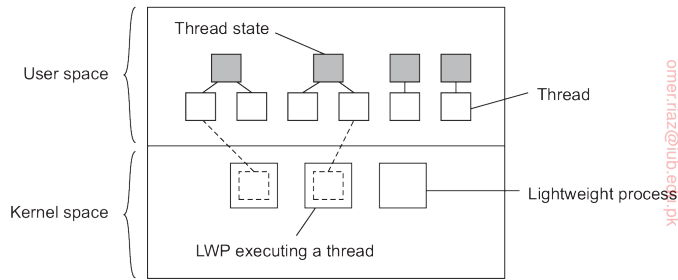 Thread state
User space
Thread
Kernel space
Lightweight process
LWP executing a thread
omer.riaz@iub.edu.pk